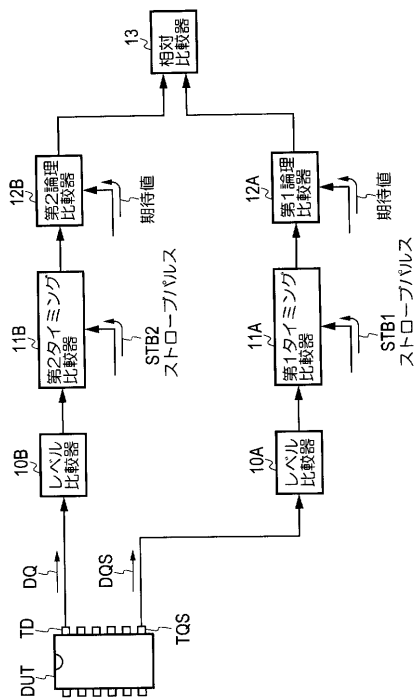 DUT
TD
TQS
DQ
DQS
10B
レベル
比較器
11B
第2タイミング
比較器
STB2
ストローブパルス
12B
第2論理
比較器
期待値
13
相対
比較器
10A
レベル
比較器
11A
第1タイミング
比較器
STB1
ストローブパルス
12A
第1論理
比較器
期待値